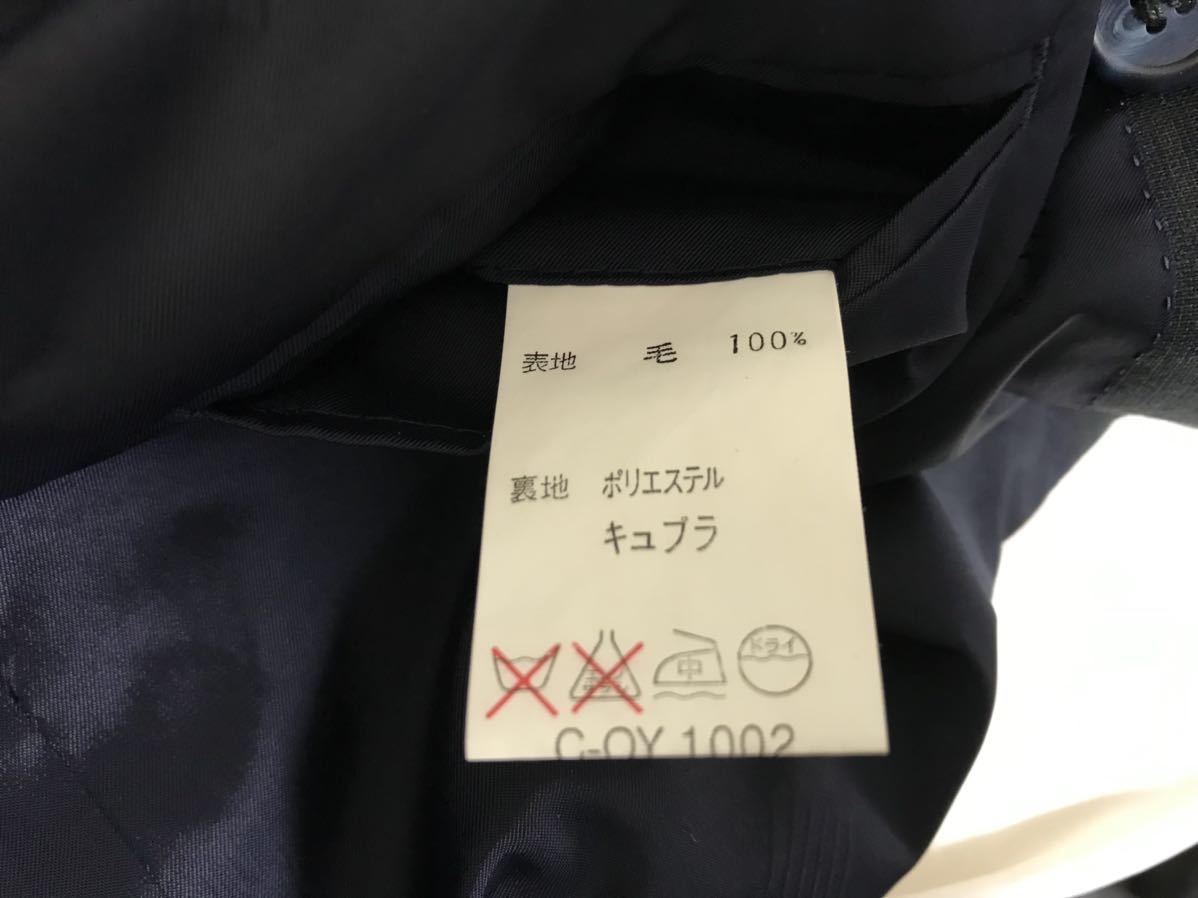 表地 毛 100%
裏地 ポリエステル
キュプラ
中 ドライ
C-OY 1002